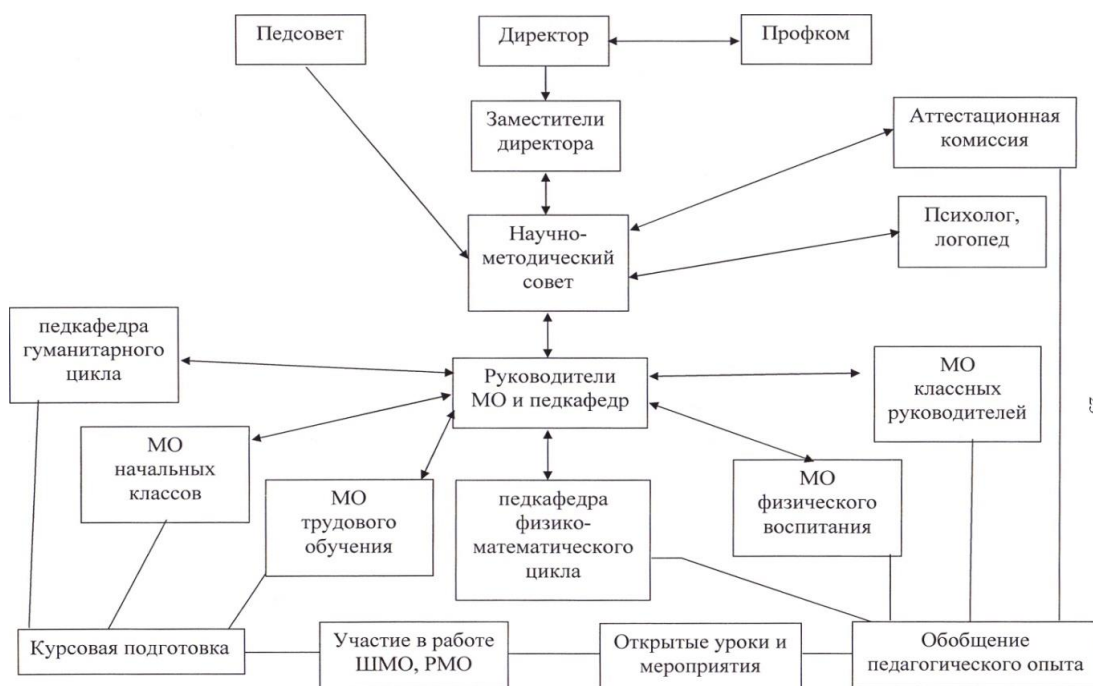 Педсовет
Директор
Профком
Заместители
директора
Аттестационная
комиссия
Психолог,
логопед
Научно-
методический
совет
педкафедра
гуманитарного
цикла
Руководители
МО и педкафедр
МО
классных
руководителей
МО
начальных
классов
МО
трудового
обучения
педкафедра
физико-
математического
цикла
МО
физического
воспитания
29
Курсовая подготовка
Участие в работе
ШМО, РМО
Открытые уроки и
мероприятия
Обобщение
педагогического опыта